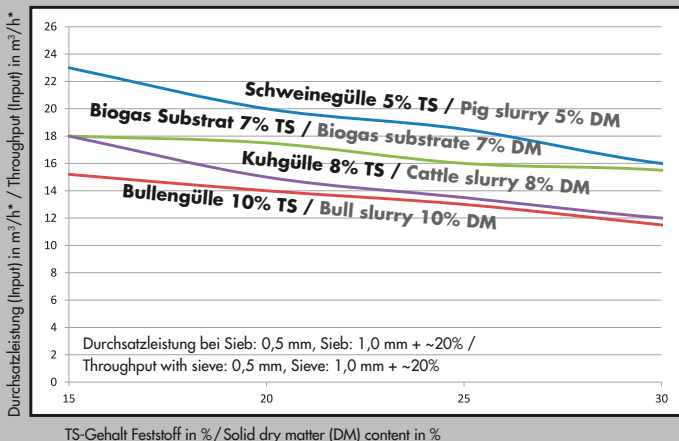 Durchsatzleistung (Input) in m³/h* / Throughput (Input) in m³/h*
26
24
22
20
18
16
14
12
10
8
6
4
2
0
Schweinegülle 5% TS / Pig slurry 5% DM
Biogas Substrat 7% TS / Biogas substrate 7% DM
Kuhgülle 8% TS / Cattle slurry 8% DM
Bullengülle 10% TS / Bull slurry 10% DM
Durchsatzleistung bei Sieb: 0,5 mm, Sieb: 1,0 mm + ~20% /
Throughput with sieve: 0,5 mm, Sieve: 1,0 mm + ~20%
15 20 25 30
TS-Gehalt Feststoff in % / Solid dry matter (DM) content in %